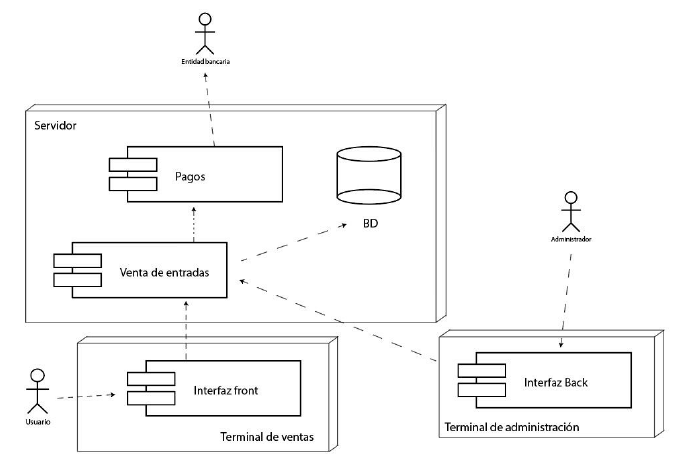 Entidad bancaria
Servidor
Pagos
BD
Administrador
Venta de entradas
Interfaz front
Interfaz Back
Usuario
Terminal de ventas
Terminal de administración